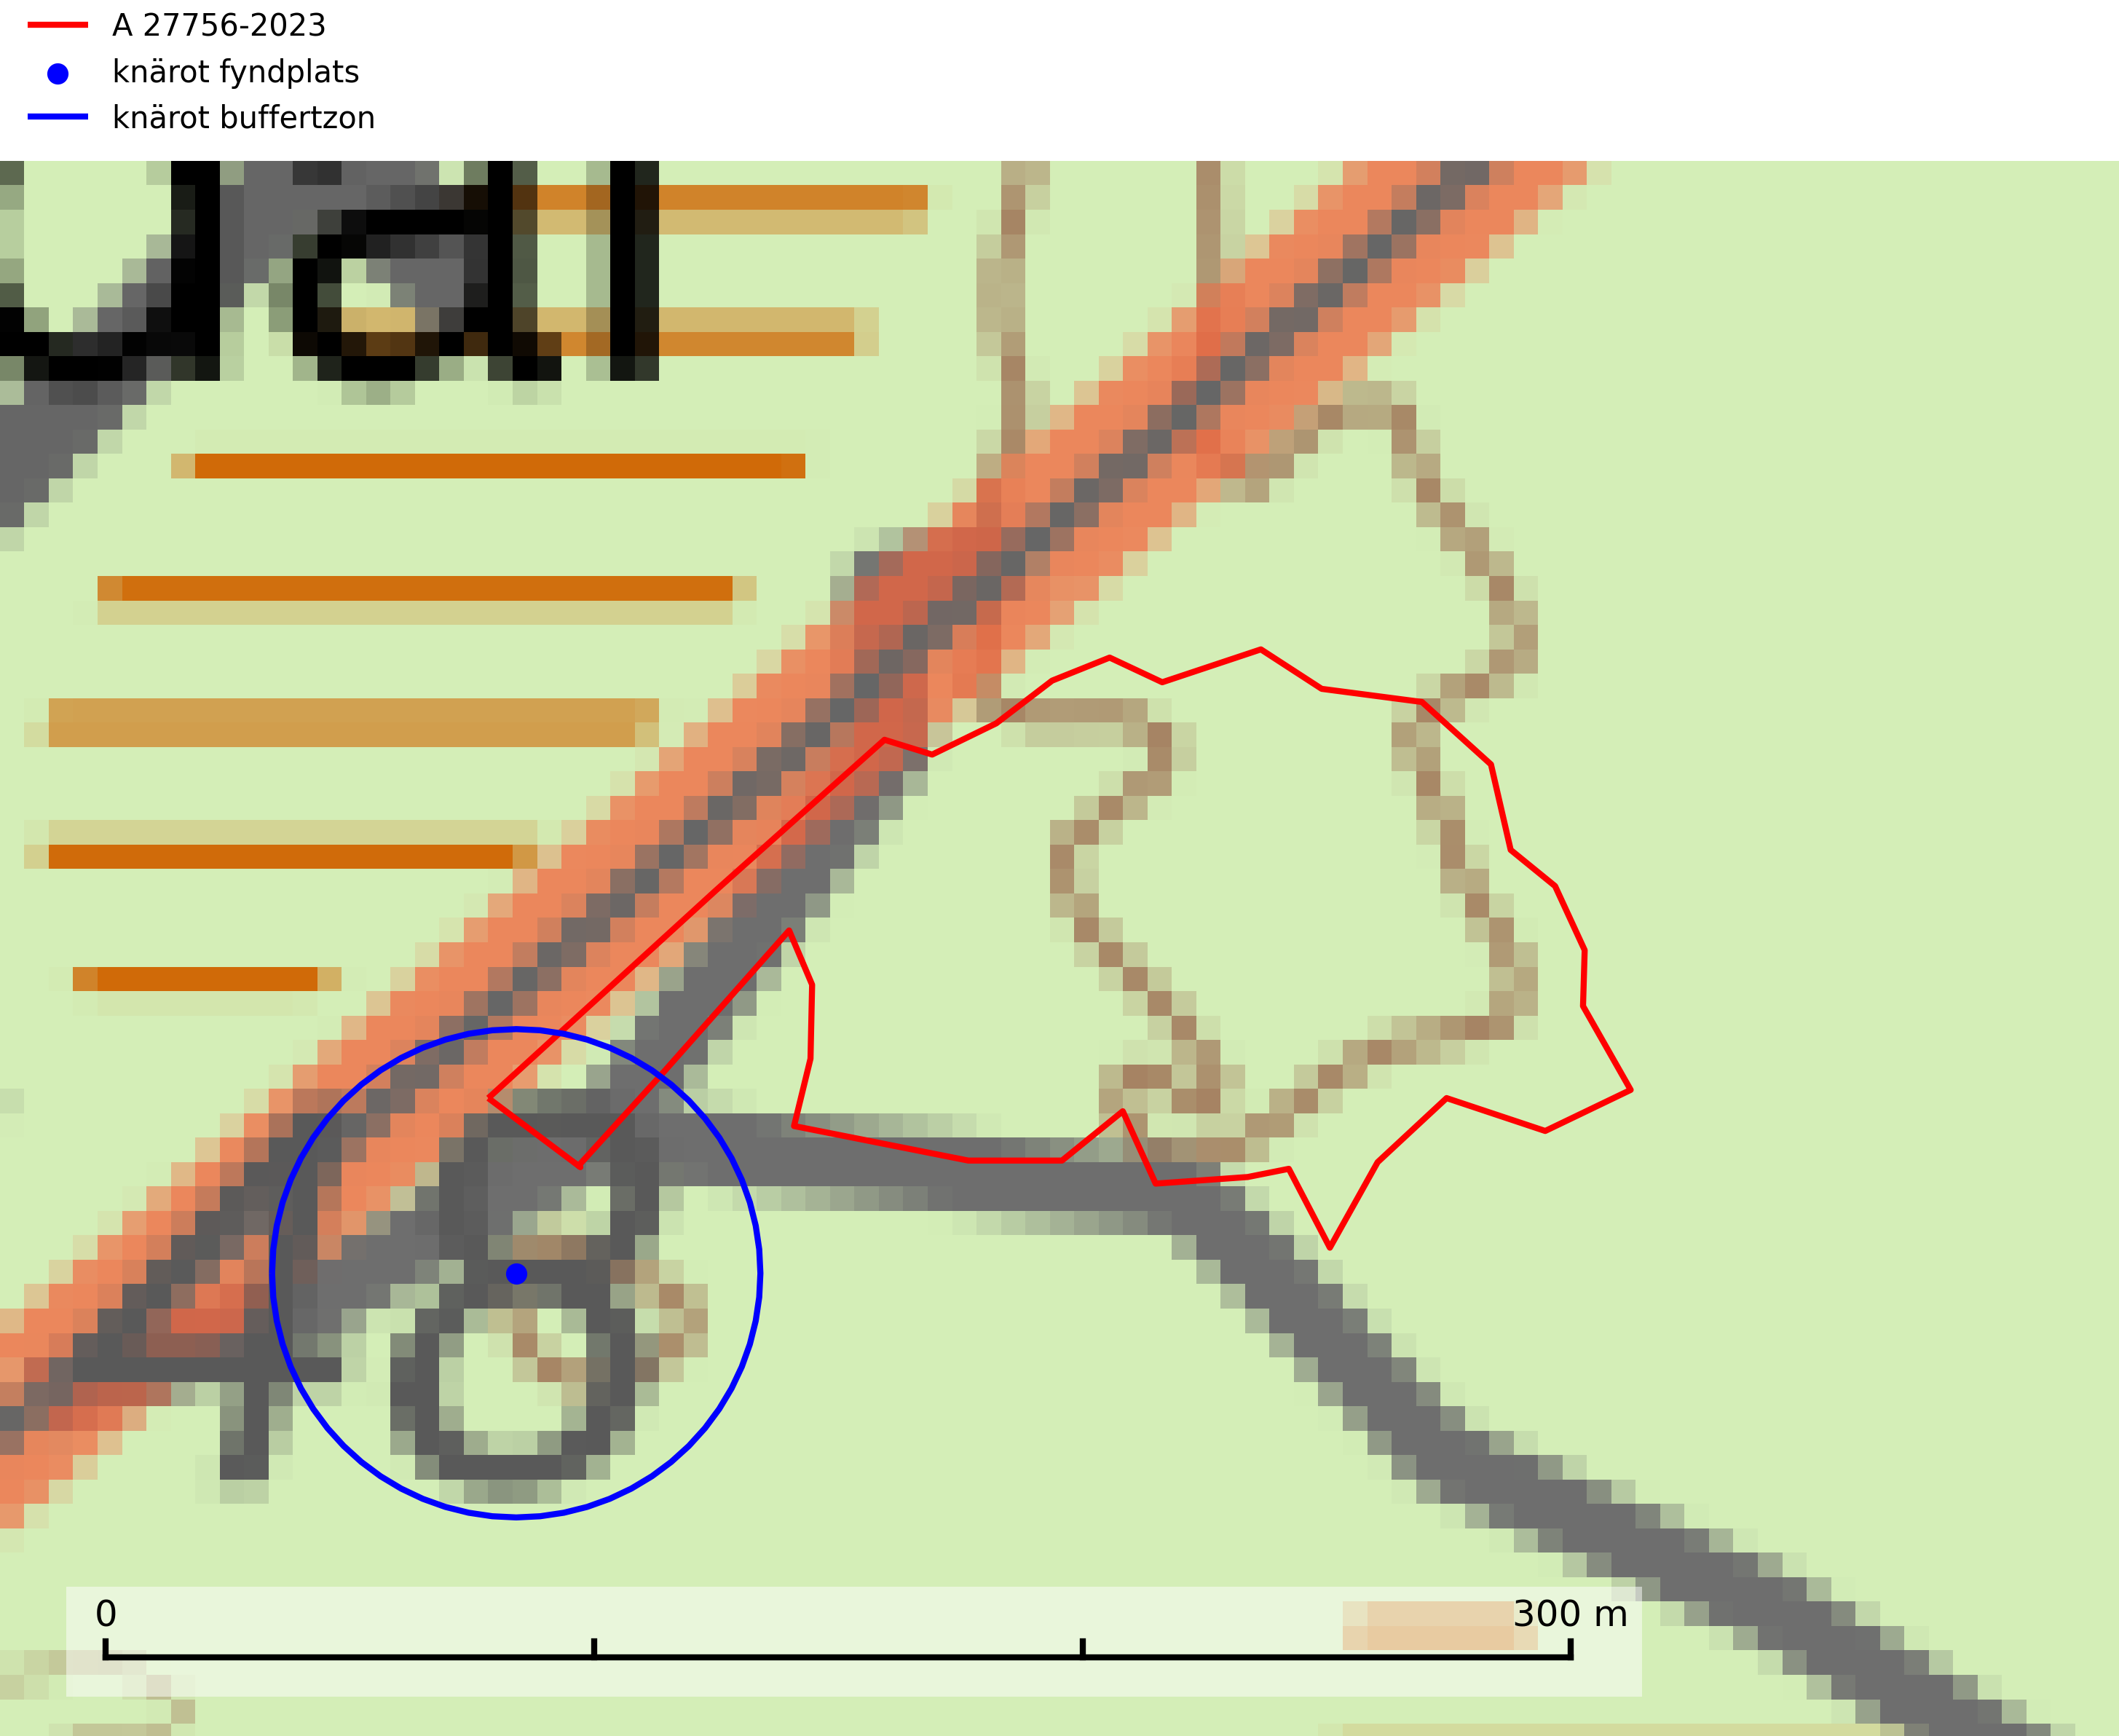 A 27756-2023
knärot fyndplats
knärot buffertzon
0
300 m